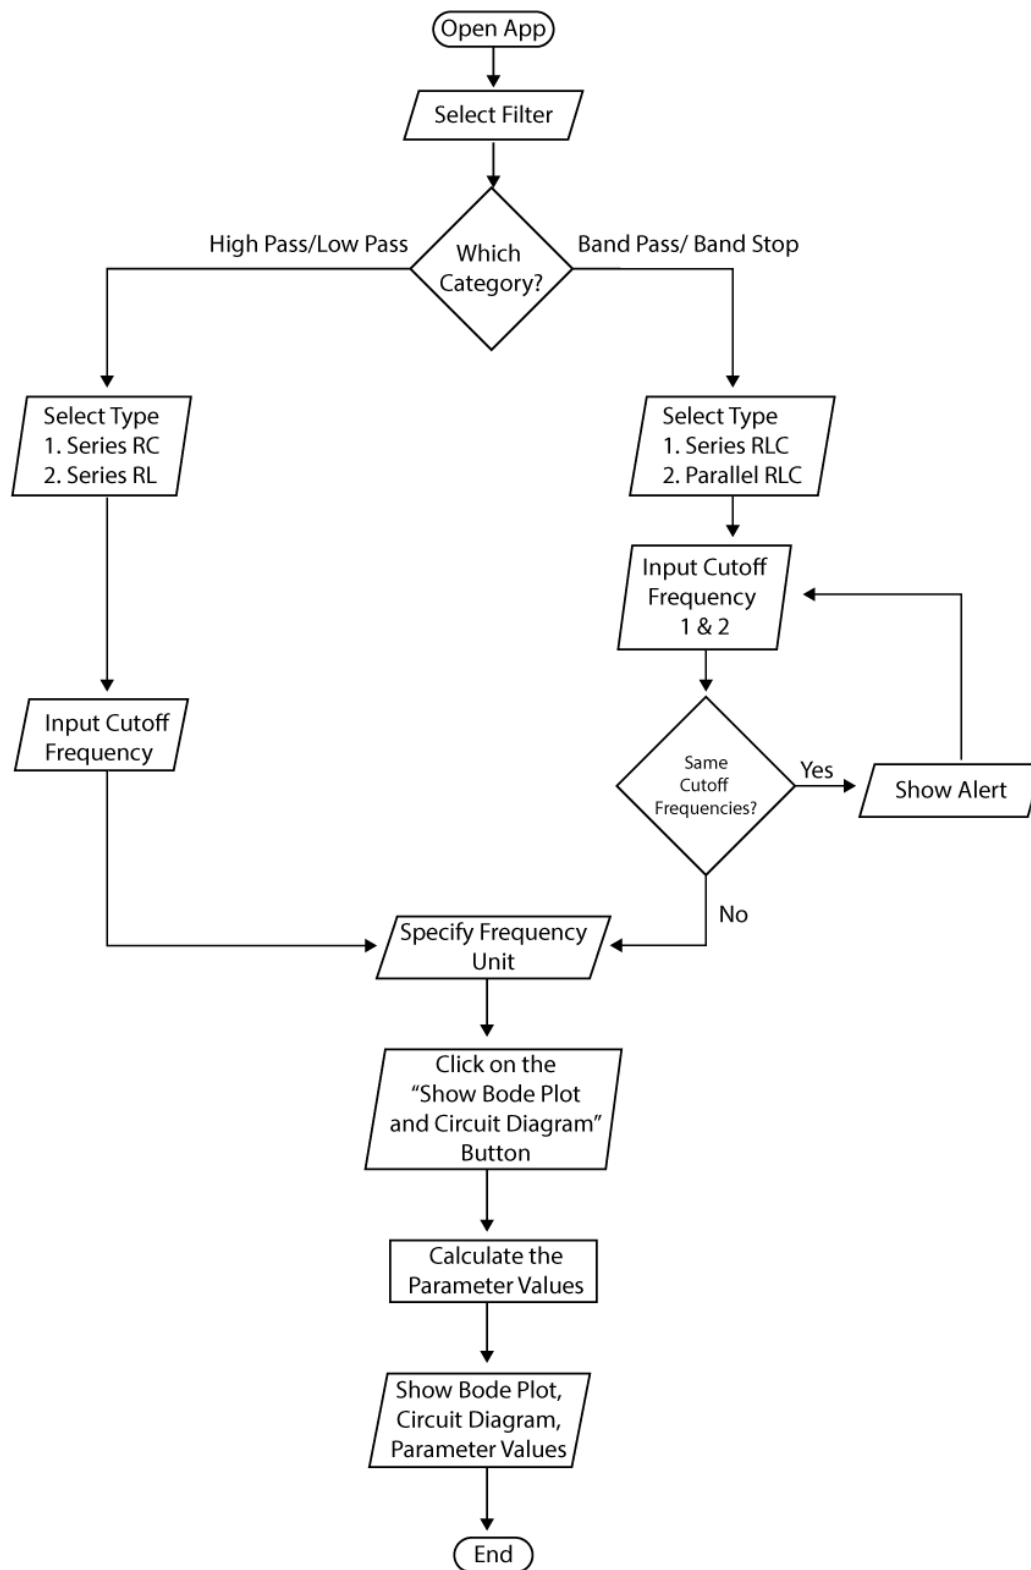 Open App
Select Filter
High Pass/Low Pass
Which
Category?
Band Pass/ Band Stop
Select Type
1. Series RC
2. Series RL
Select Type
1. Series RLC
2. Parallel RLC
Input Cutoff
Frequency
1 & 2
Input Cutoff
Frequency
Same
Cutoff
Frequencies?
Yes
Show Alert
No
Specify Frequency
Unit
Click on the
“Show Bode Plot
and Circuit Diagram”
Button
Calculate the
Parameter Values
Show Bode Plot,
Circuit Diagram,
Parameter Values
End